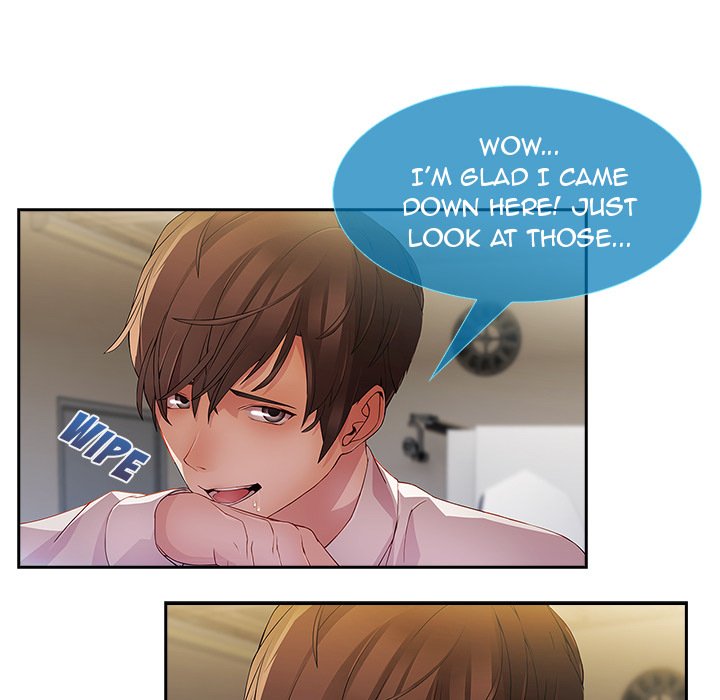 WOW...
I'M GLAD I CAME
DOWN HERE! JUST
LOOK AT THOSE...
WIPE